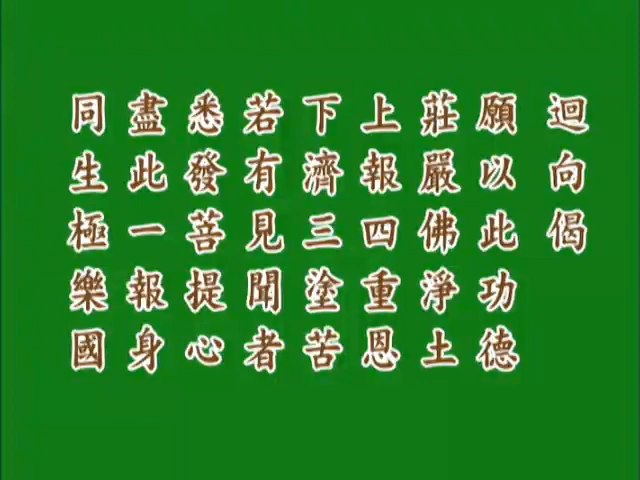 迴向偈
願以此功德
莊嚴佛淨土
上報四重恩
下濟三塗苦
若有見聞者
悉發菩提心
盡此一報身
同生極樂國